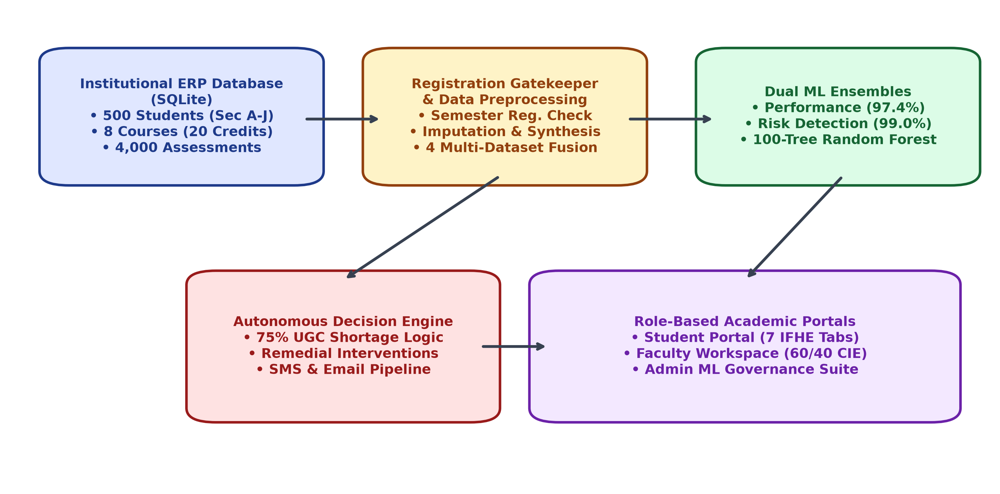 Institutional ERP Database
(SQLite)
• 500 Students (Sec A-J)
• 8 Courses (20 Credits)
• 4,000 Assessments
Registration Gatekeeper
& Data Preprocessing
• Semester Reg. Check
• Imputation & Synthesis
• 4 Multi-Dataset Fusion
Dual ML Ensembles
• Performance (97.4%)
• Risk Detection (99.0%)
• 100-Tree Random Forest
Autonomous Decision Engine
• 75% UGC Shortage Logic
• Remedial Interventions
• SMS & Email Pipeline
Role-Based Academic Portals
• Student Portal (7 IFHE Tabs)
• Faculty Workspace (60/40 CIE)
• Admin ML Governance Suite